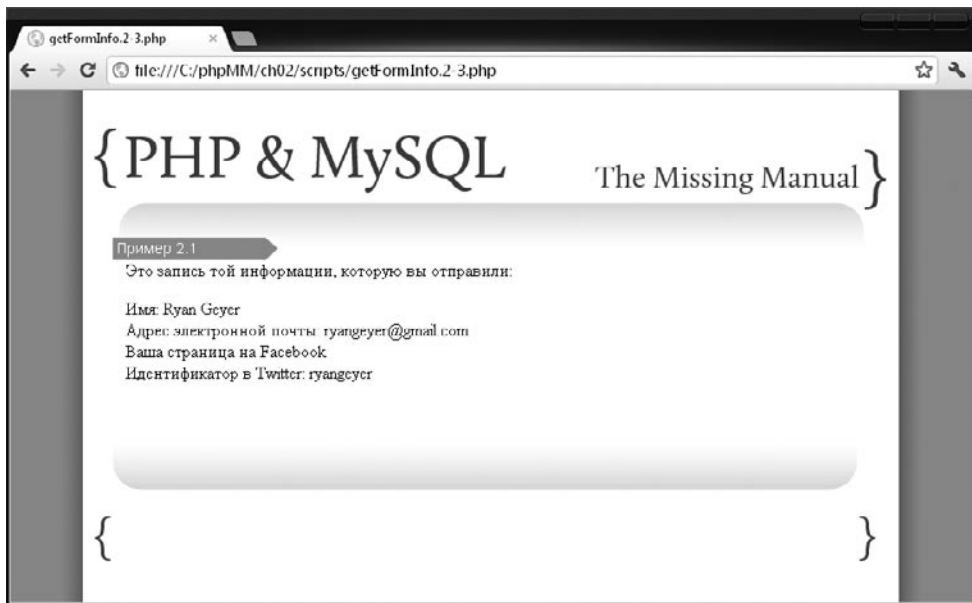 getFormInfo.2-3.php
file:///C:/phpMM/ch02/scripts/getFormInfo.2-3.php
{ PHP & MySQL
The Missing Manual }
Пример 2.1
Это запись той информации, которую вы отправили:
Имя: Ryan Geyer
Адрес электронной почты: ryangeyer@gmail.com
Ваша страница на Facebook
Идентификатор в Twitter: ryangeyer
{ }